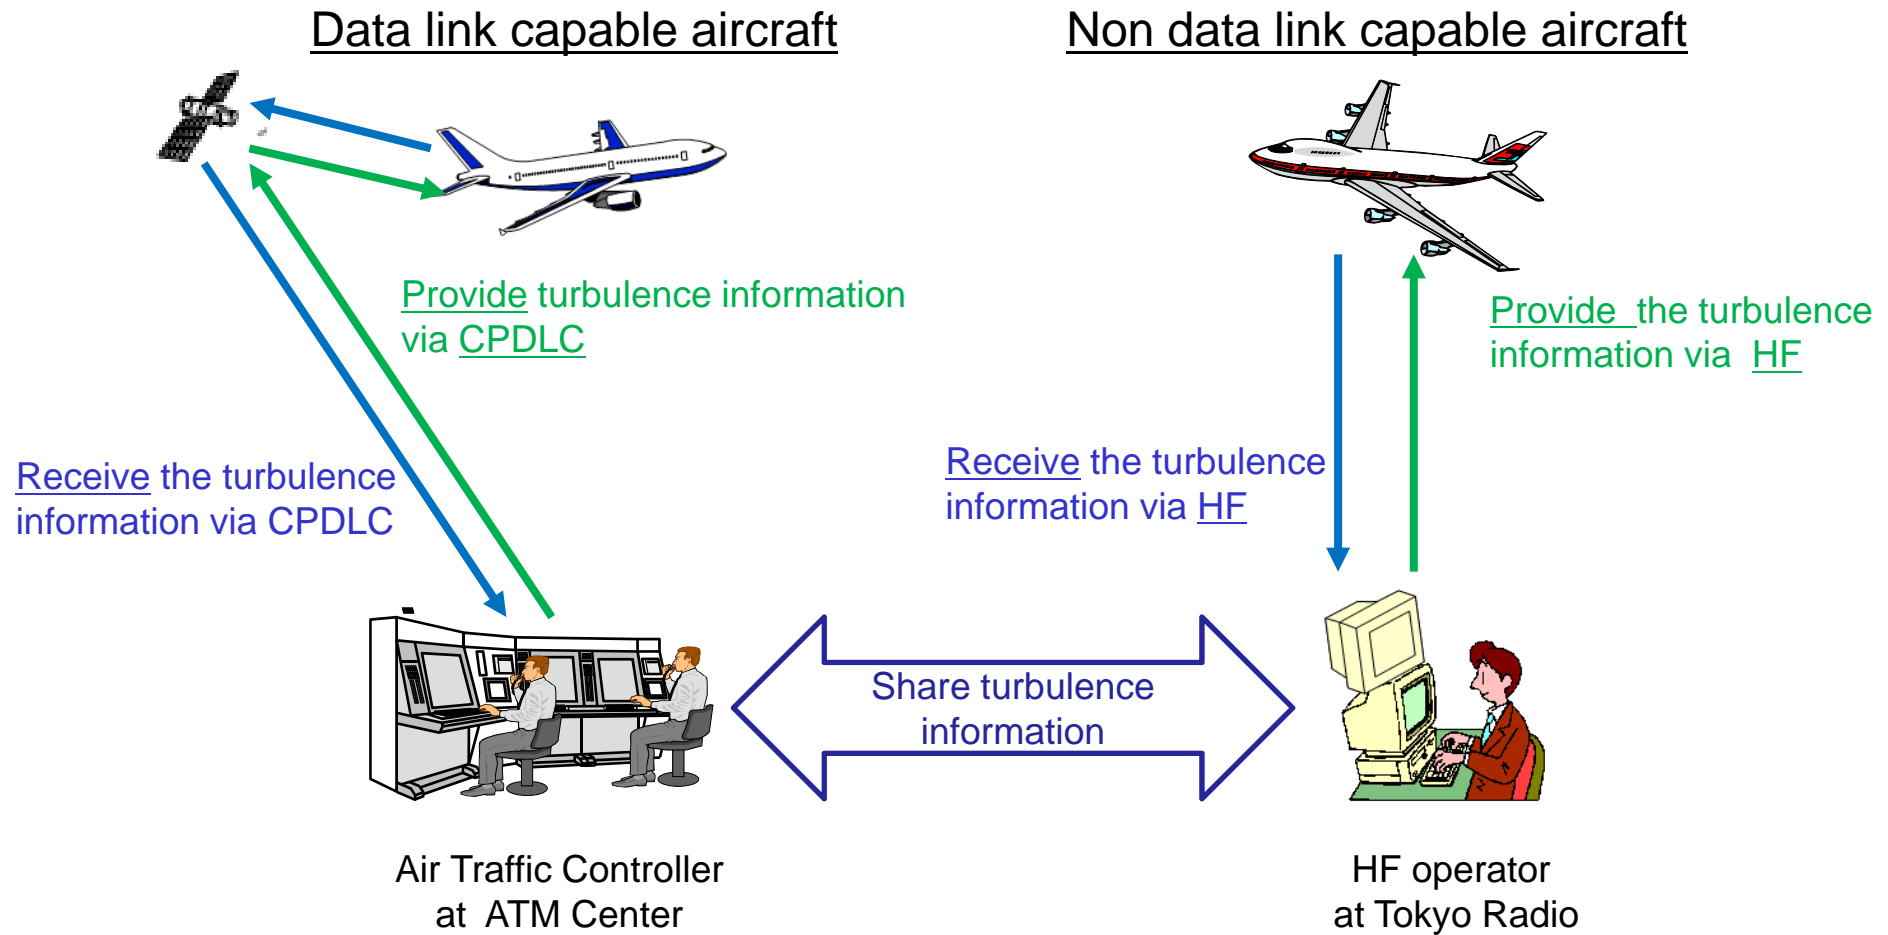 Data link capable aircraft
Non data link capable aircraft
Provide turbulence information
via CPDLC
Provide the turbulence
information via HF
Receive the turbulence
information via CPDLC
Receive the turbulence
information via HF
Share turbulence
information
Air Traffic Controller
at ATM Center
HF operator
at Tokyo Radio